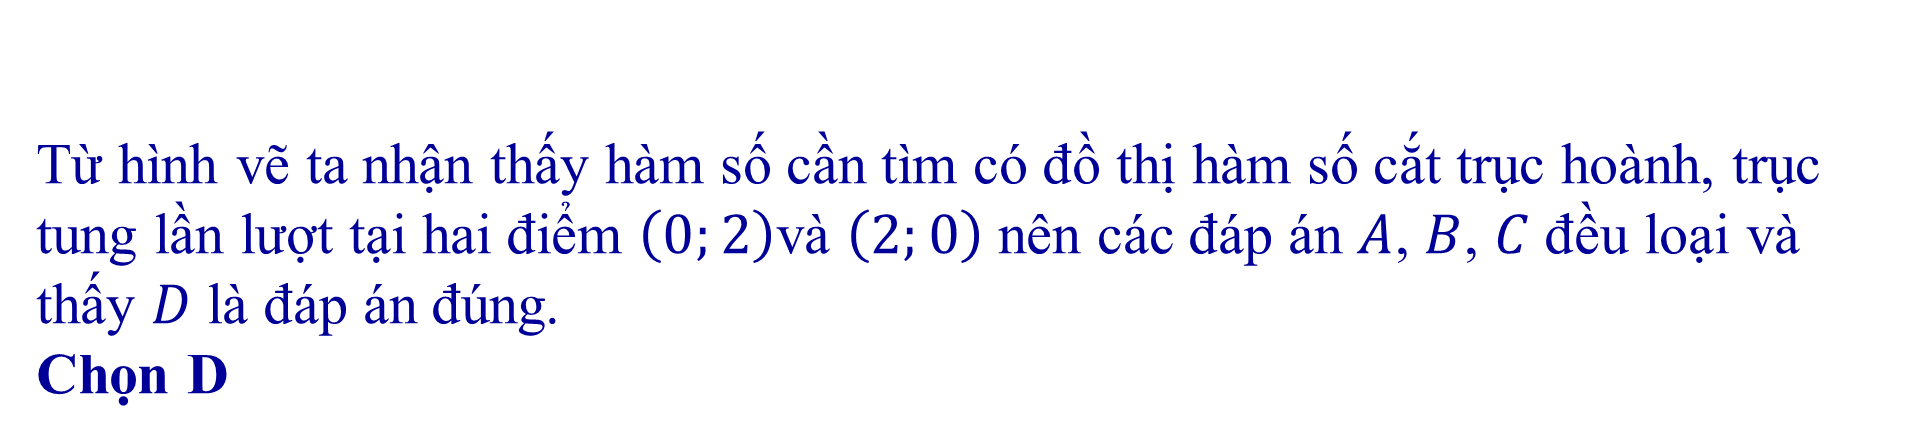 Từ hình vẽ ta nhận thấy hàm số cần tìm có đồ thị hàm số cắt trục hoành, trục
tung lần lượt tại hai điểm (0; 2)và (2; 0) nên các đáp án A, B, C đều loại và
thấy D là đáp án đúng.
Chọn D